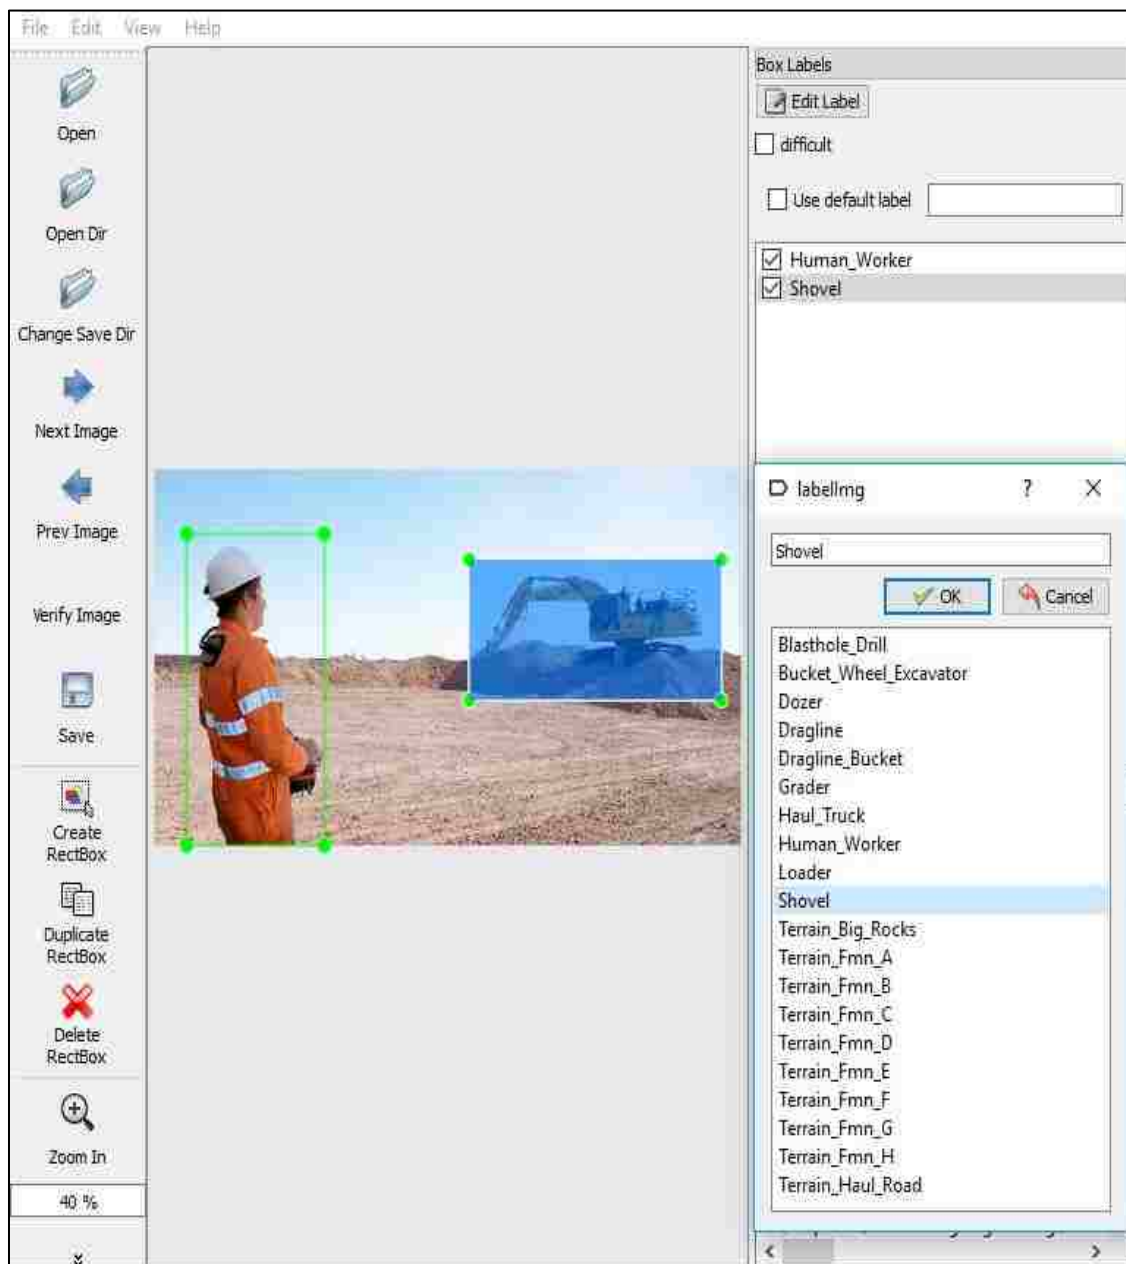 File Edit View Help
Open
Open Dir
Change Save Dir
Next Image
Prev Image
Verify Image
Save
Create
RectBox
Duplicate
RectBox
Delete
RectBox
Zoom In
40 %
Box Labels
Edit Label
difficult
Use default label
Human_Worker
Shovel
labelImg ? X
Shovel
OK Cancel
Blasthole_Drill
Bucket_Wheel_Excavator
Dozer
Dragline
Dragline_Bucket
Grader
Haul_Truck
Human_Worker
Loader
Shovel
Terrain_Big_Rocks
Terrain_Fmn_A
Terrain_Fmn_B
Terrain_Fmn_C
Terrain_Fmn_D
Terrain_Fmn_E
Terrain_Fmn_F
Terrain_Fmn_G
Terrain_Fmn_H
Terrain_Haul_Road